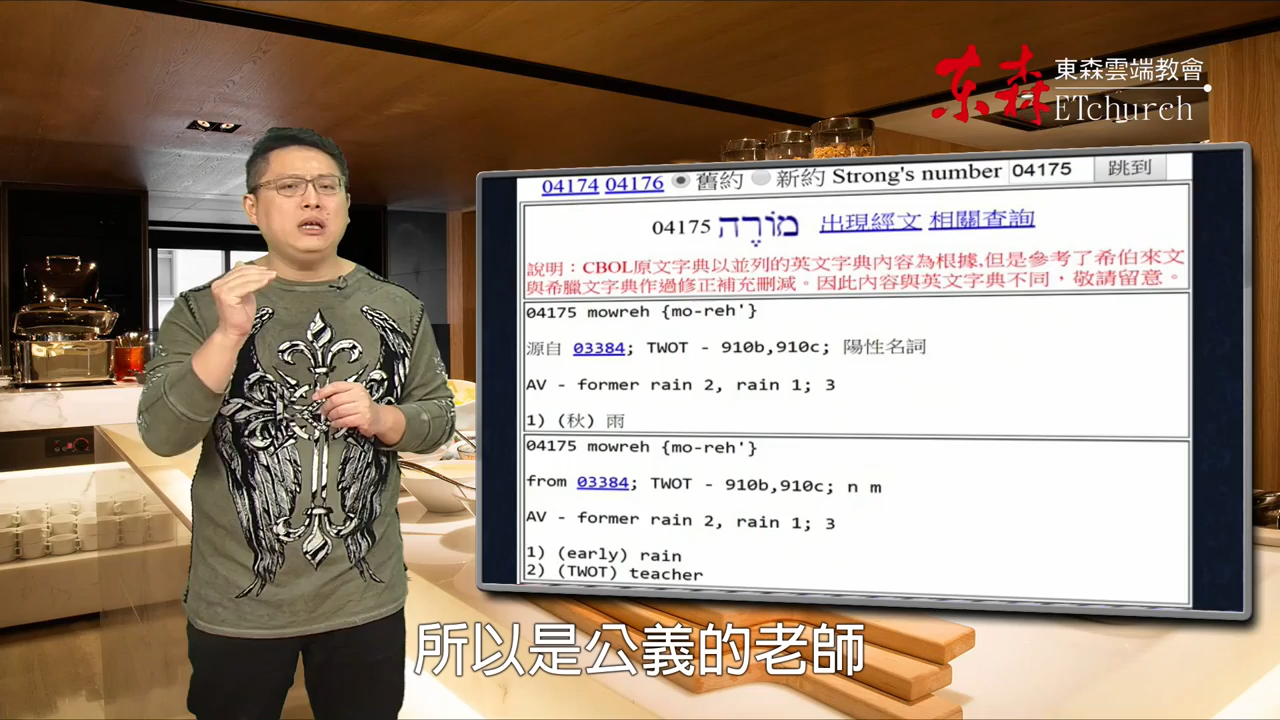 东森 東森雲端教會
ETchurch
04174 04176 舊約 新約 Strong's number 04175 跳到
04175 מוֹרֶה 出現經文 相關查詢
說明：CBOL原文字典以並列的英文字典內容為根據,但是參考了希伯來文
與希臘文字典作過修正補充刪減。因此內容與英文字典不同，敬請留意。
04175 mowreh {mo-reh'}
源自 03384; TWOT - 910b,910c; 陽性名詞
AV - former rain 2, rain 1; 3
1) (秋) 雨
04175 mowreh {mo-reh'}
from 03384; TWOT - 910b,910c; n m
AV - former rain 2, rain 1; 3
1) (early) rain
2) (TWOT) teacher
所以是公義的老師